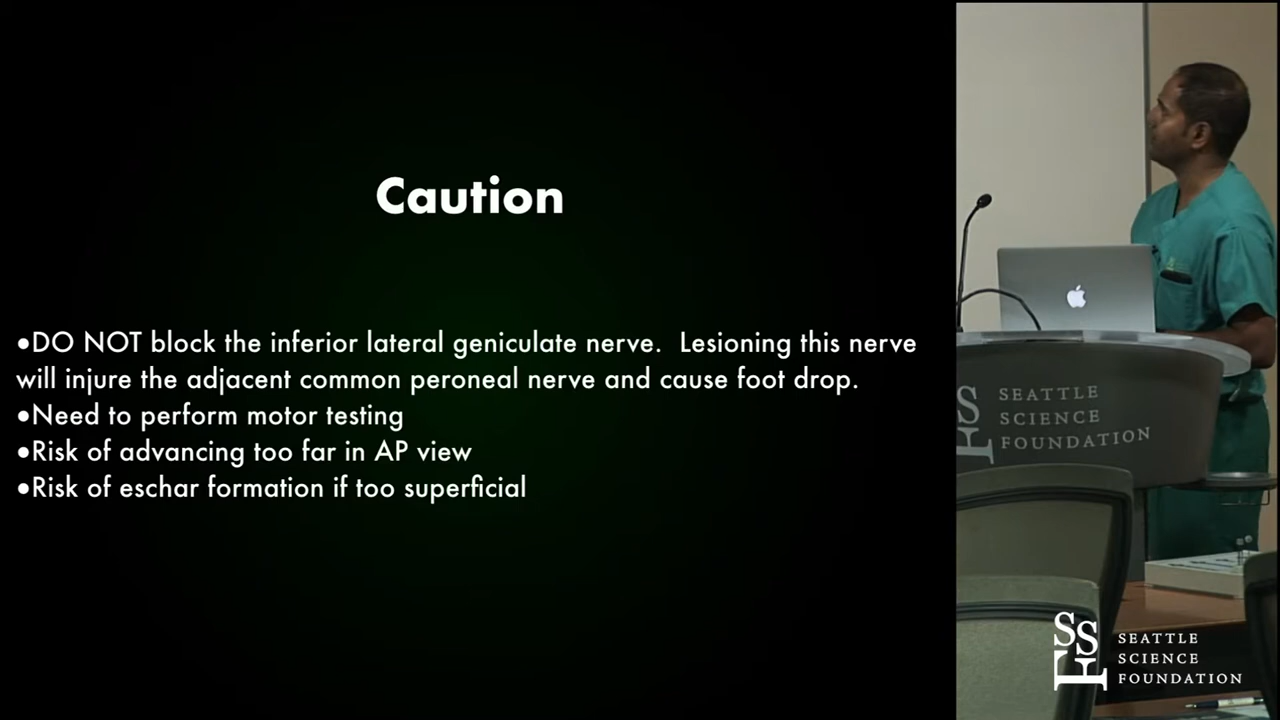 Caution
●DO NOT block the inferior lateral geniculate nerve. Lesioning this nerve
will injure the adjacent common peroneal nerve and cause foot drop.
●Need to perform motor testing
●Risk of advancing too far in AP view
●Risk of eschar formation if too superficial
SEATTLE
SCIENCE
FOUNDATION
SSF
SEATTLE
SCIENCE
FOUNDATION